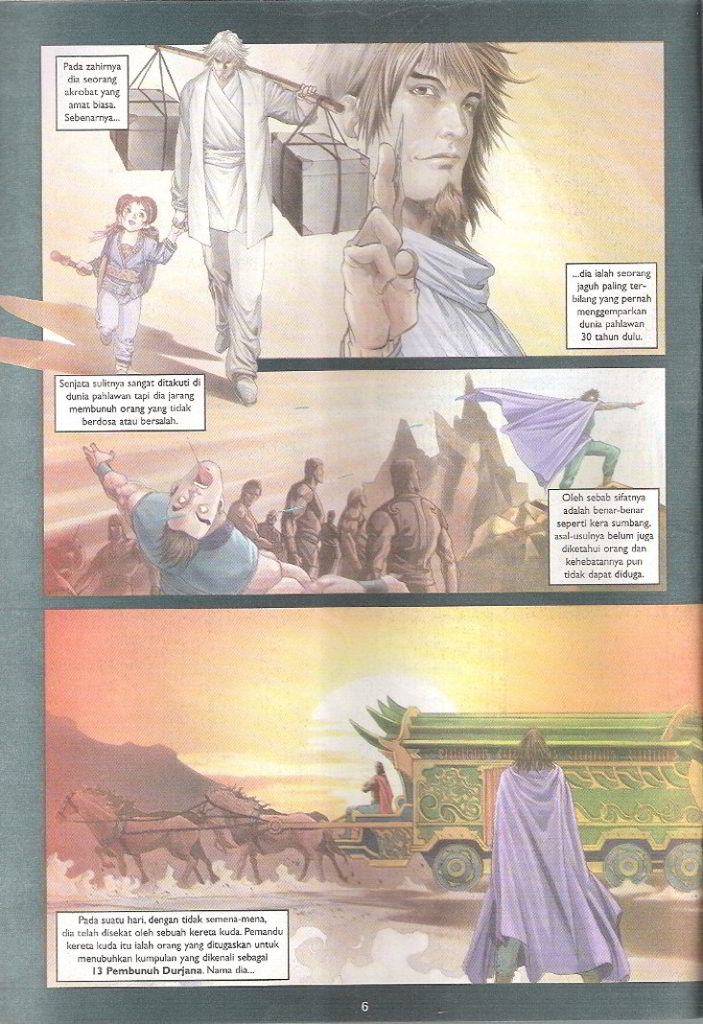 Pada zahirnya
dia seorang
akrobat yang
amat biasa.
Sebenarnya...
...dia ialah seorang
jaguh paling ter-
bilang yang pernah
menggemparkan
dunia pahlawan
30 tahun dulu.
Senjata sulitnya sangat ditakuti di
dunia pahlawan tapi dia jarang
membunuh orang yang tidak
berdosa atau bersalah.
Oleh sebab sifatnya
adalah benar-benar
seperti kera sumbang,
asal-usulnya belum juga
diketahui orang dan
kehebatannya pun
tidak dapat diduga.
Pada suatu hari, dengan tidak semena-mena,
dia telah disekat oleh sebuah kereta kuda. Pemandu
kereta kuda itu ialah orang yang ditugaskan untuk
menubuhkan kumpulan yang dikenali sebagai
13 Pembunuh Durjana. Nama dia...
6